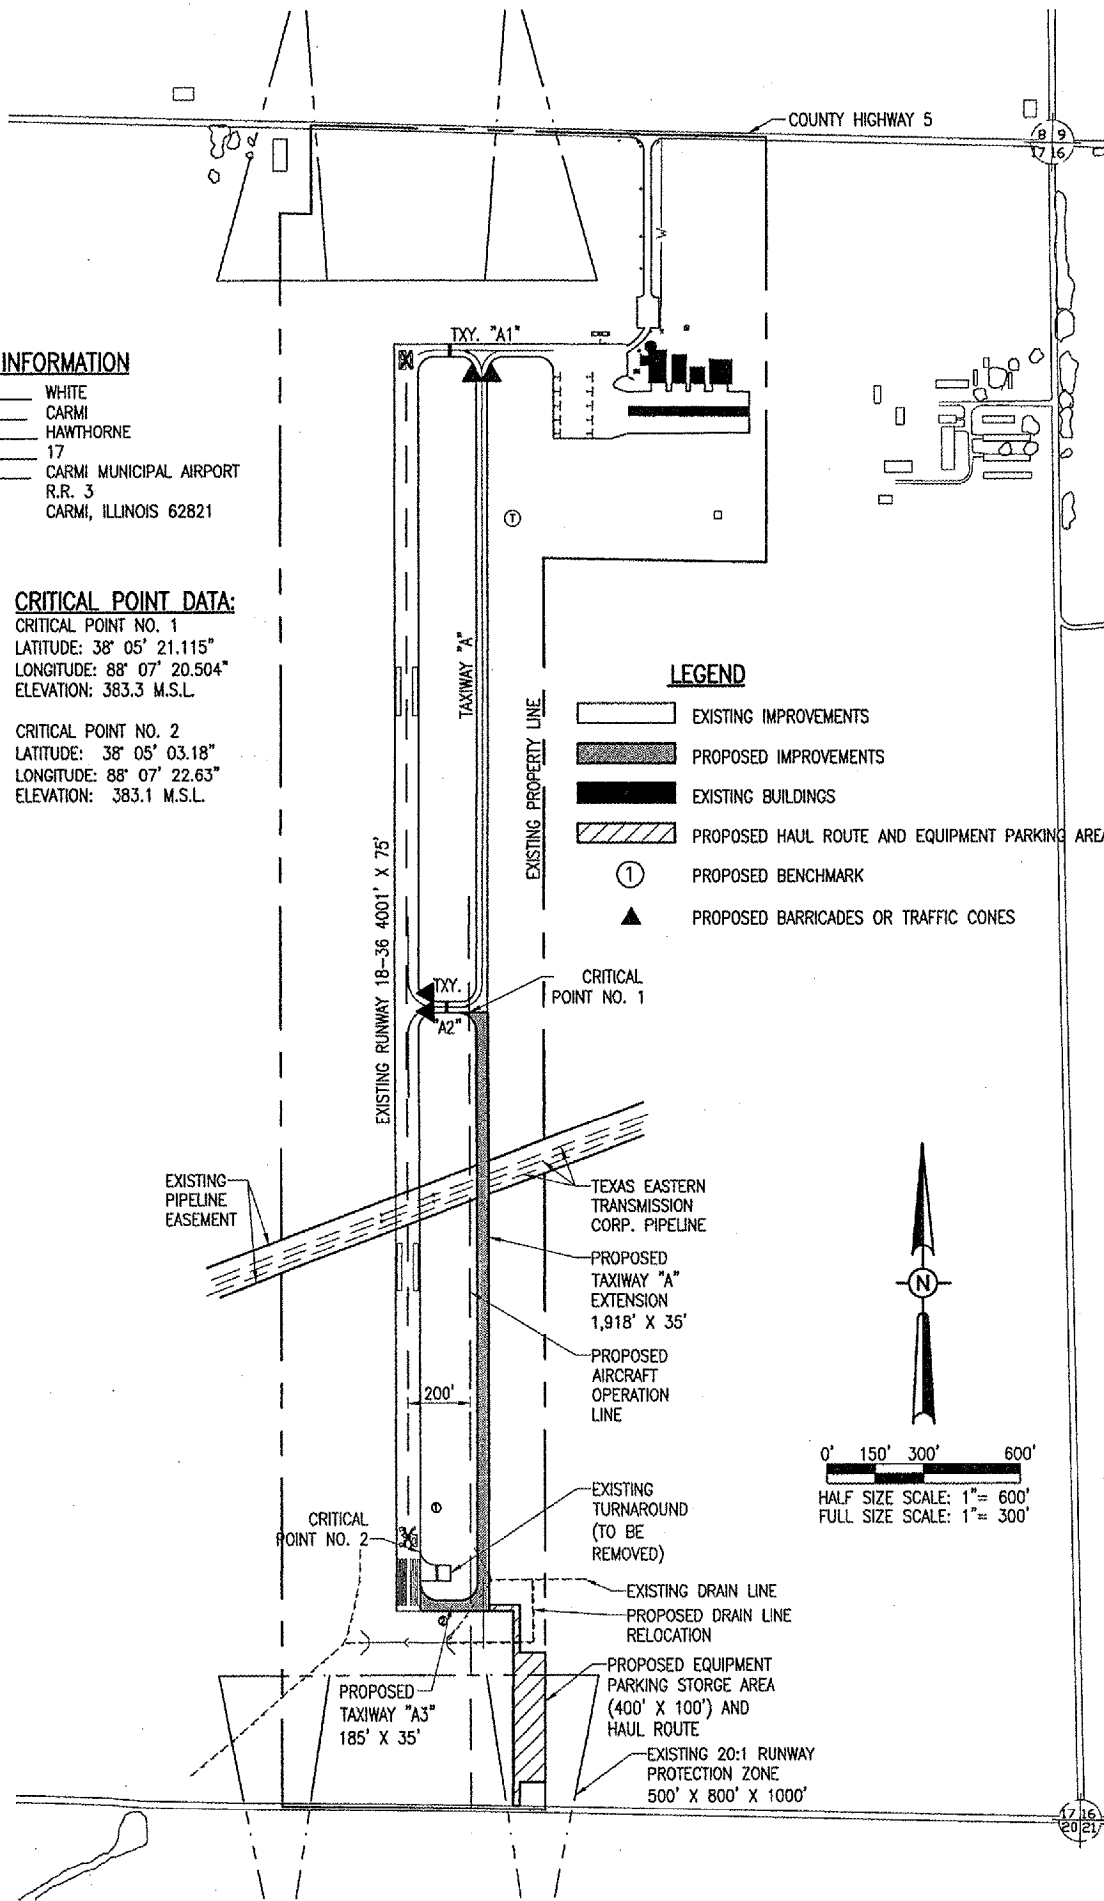 COUNTY HIGHWAY 5
8 9
17 16
W
TXY. "A1"
INFORMATION
WHITE
CARMI
HAWTHORNE
17
CARMI MUNICIPAL AIRPORT
R.R. 3
CARMI, ILLINOIS 62821
T
CRITICAL POINT DATA:
CRITICAL POINT NO. 1
LATITUDE: 38° 05' 21.115"
LONGITUDE: 88° 07' 20.504"
ELEVATION: 383.3 M.S.L.
CRITICAL POINT NO. 2
LATITUDE: 38° 05' 03.18"
LONGITUDE: 88° 07' 22.63"
ELEVATION: 383.1 M.S.L.
TAXIWAY "A"
EXISTING PROPERTY LINE
EXISTING RUNWAY 18-36 4001' X 75'
LEGEND
EXISTING IMPROVEMENTS
PROPOSED IMPROVEMENTS
EXISTING BUILDINGS
PROPOSED HAUL ROUTE AND EQUIPMENT PARKING AREA
1
PROPOSED BENCHMARK
PROPOSED BARRICADES OR TRAFFIC CONES
TXY.
"A2"
CRITICAL
POINT NO. 1
EXISTING
PIPELINE
EASEMENT
TEXAS EASTERN
TRANSMISSION
CORP. PIPELINE
PROPOSED
TAXIWAY "A"
EXTENSION
1,918' X 35'
PROPOSED
AIRCRAFT
OPERATION
LINE
200'
N
0' 150' 300' 600'
HALF SIZE SCALE: 1"= 600'
FULL SIZE SCALE: 1"= 300'
1
CRITICAL
POINT NO. 2
36
EXISTING
TURNAROUND
(TO BE
REMOVED)
EXISTING DRAIN LINE
PROPOSED DRAIN LINE
RELOCATION
2
PROPOSED
TAXIWAY "A3"
185' X 35'
PROPOSED EQUIPMENT
PARKING STORGE AREA
(400' X 100') AND
HAUL ROUTE
EXISTING 20:1 RUNWAY
PROTECTION ZONE
500' X 800' X 1000'
17 16
20 21